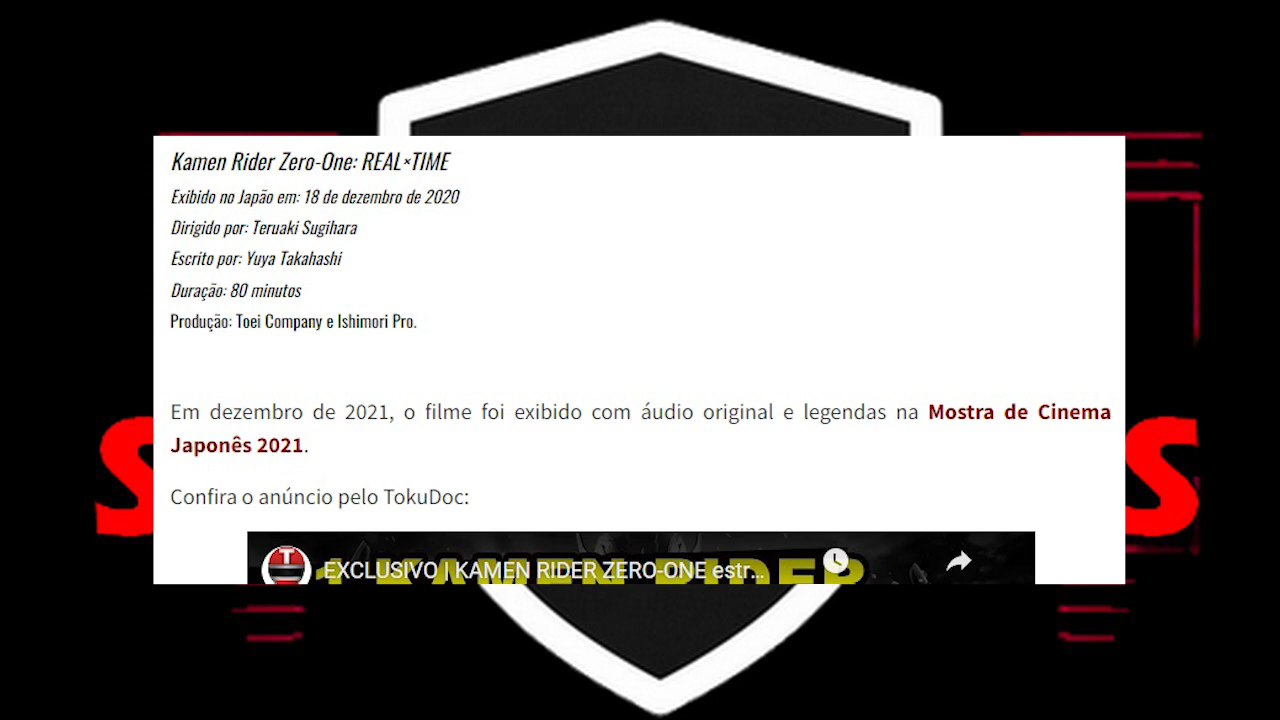 Kamen Rider Zero-One: REAL×TIME
Exibido no Japão em: 18 de dezembro de 2020
Dirigido por: Teruaki Sugihara
Escrito por: Yuya Takahashi
Duração: 80 minutos
Produção: Toei Company e Ishimori Pro.
Em dezembro de 2021, o filme foi exibido com áudio original e legendas na Mostra de Cinema
Japonês 2021.
Confira o anúncio pelo TokuDoc:
EXCLUSIVO / KAMEN RIDER ZERO-ONE estr...
KAMEN RIDER
S S